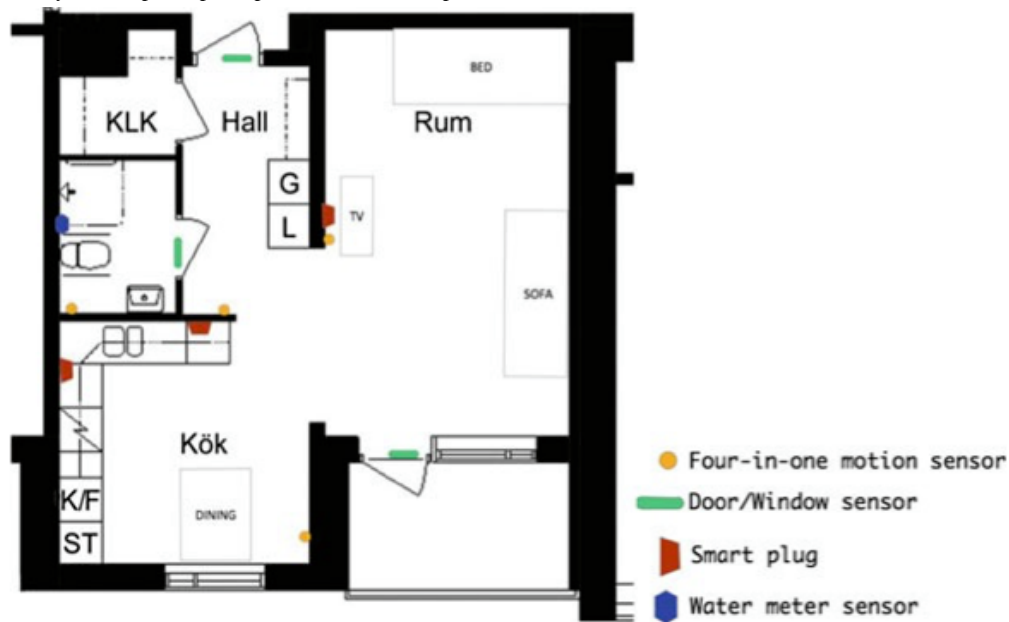 BED
KLK
Hall
Rum
G
TV
L
SOFA
Kök
K/F
DINING
ST
Four-in-one motion sensor
Door/Window sensor
Smart plug
Water meter sensor